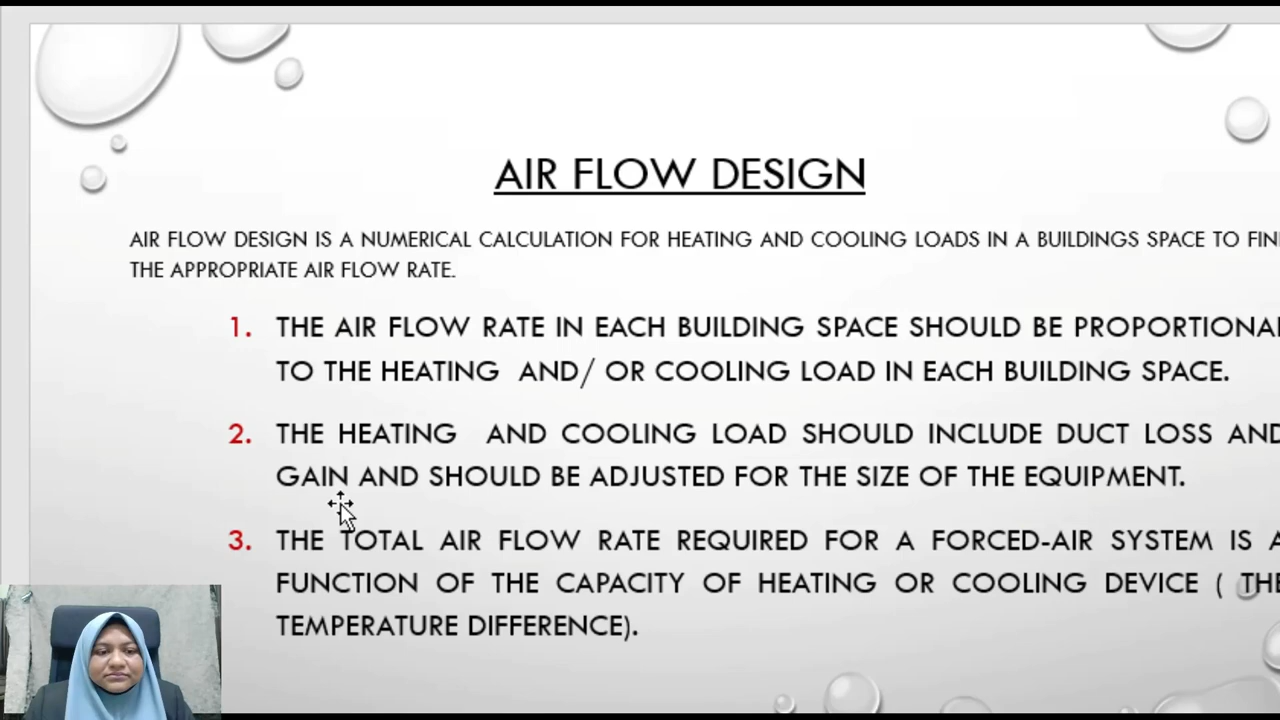 AIR FLOW DESIGN
AIR FLOW DESIGN IS A NUMERICAL CALCULATION FOR HEATING AND COOLING LOADS IN A BUILDINGS SPACE TO FIN
THE APPROPRIATE AIR FLOW RATE.
1. THE AIR FLOW RATE IN EACH BUILDING SPACE SHOULD BE PROPORTIONAL
TO THE HEATING AND/ OR COOLING LOAD IN EACH BUILDING SPACE.
2. THE HEATING AND COOLING LOAD SHOULD INCLUDE DUCT LOSS AND
GAIN AND SHOULD BE ADJUSTED FOR THE SIZE OF THE EQUIPMENT.
3. THE TOTAL AIR FLOW RATE REQUIRED FOR A FORCED-AIR SYSTEM IS A
FUNCTION OF THE CAPACITY OF HEATING OR COOLING DEVICE ( THE
TEMPERATURE DIFFERENCE).